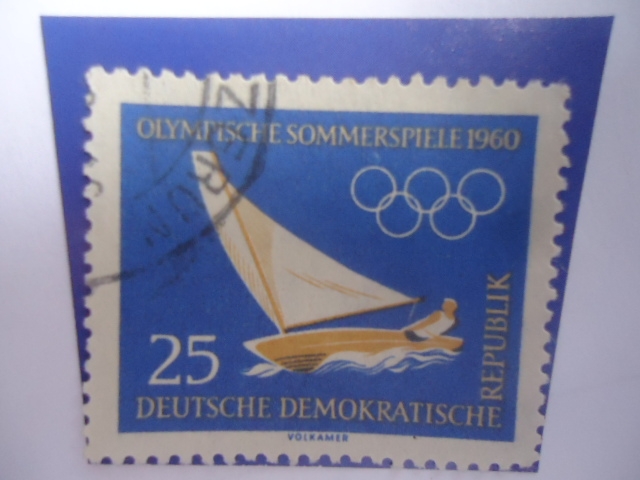 OLYMPISCHE SOMMERSPIELE 1960
25
DEUTSCHE DEMOKRATISCHE
REPUBLIK
VOLKAMER